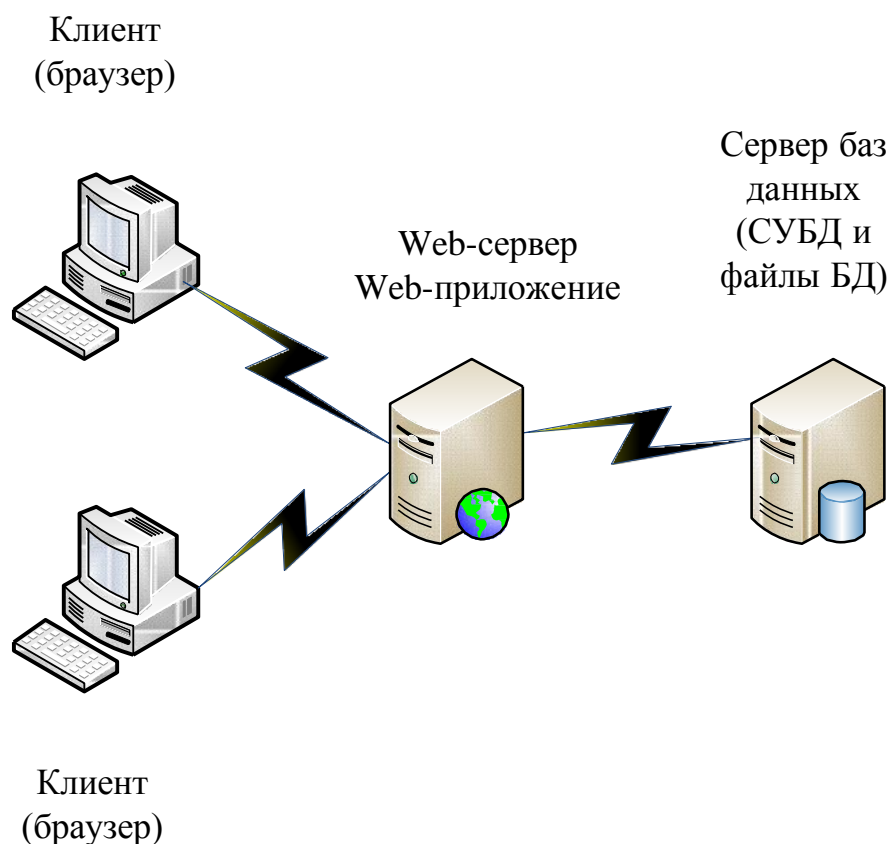 Клиент
(браузер)
Сервер баз
данных
(СУБД и
файлы БД)
Web-сервер
Web-приложение
Клиент
(браузер)